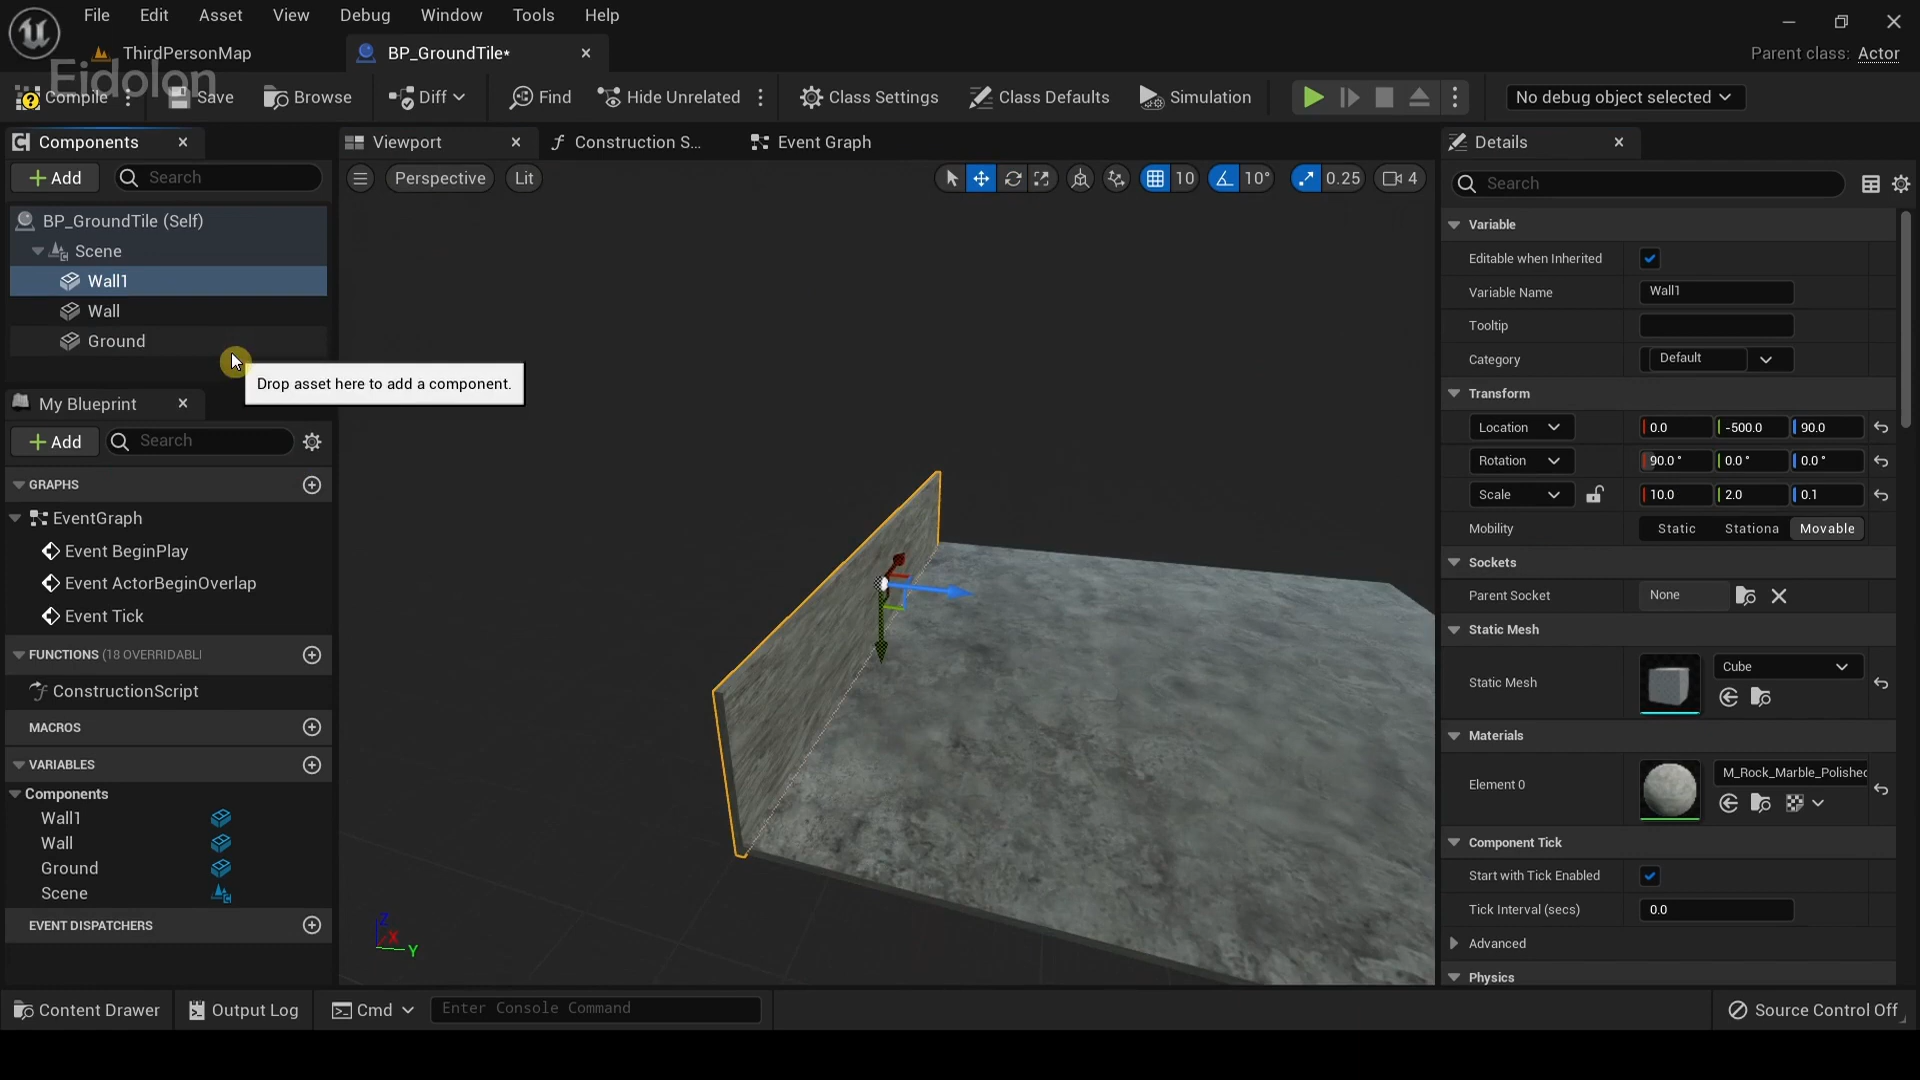 File Edit Asset View Debug Window Tools Help
ThirdPersonMap
BP_GroundTile*
Parent class: Actor
Eidolon
Compile Save Browse Diff Find Hide Unrelated Class Settings Class Defaults Simulation No debug object selected
Components
Viewport Construction S... Event Graph
Details
+ Add Search
Perspective Lit 10 10° 0.25 4
Search
BP_GroundTile (Self)
Scene
Wall1
Wall
Ground
Drop asset here to add a component.
My Blueprint
+ Add Search
GRAPHS
EventGraph
Event BeginPlay
Event ActorBeginOverlap
Event Tick
FUNCTIONS (18 OVERRIDABLI
ConstructionScript
MACROS
VARIABLES
Components
Wall1
Wall
Ground
Scene
EVENT DISPATCHERS
Z
X
Y
Variable
Editable when Inherited
Variable Name Wall1
Tooltip
Category Default
Transform
Location 0.0 -500.0 90.0
Rotation 90.0° 0.0° 0.0°
Scale 10.0 2.0 0.1
Mobility Static Stationa Movable
Sockets
Parent Socket None
Static Mesh
Static Mesh Cube
Materials
Element 0 M_Rock_Marble_Polished
Component Tick
Start with Tick Enabled
Tick Interval (secs) 0.0
Advanced
Physics
Content Drawer Output Log Cmd Enter Console Command Source Control Off